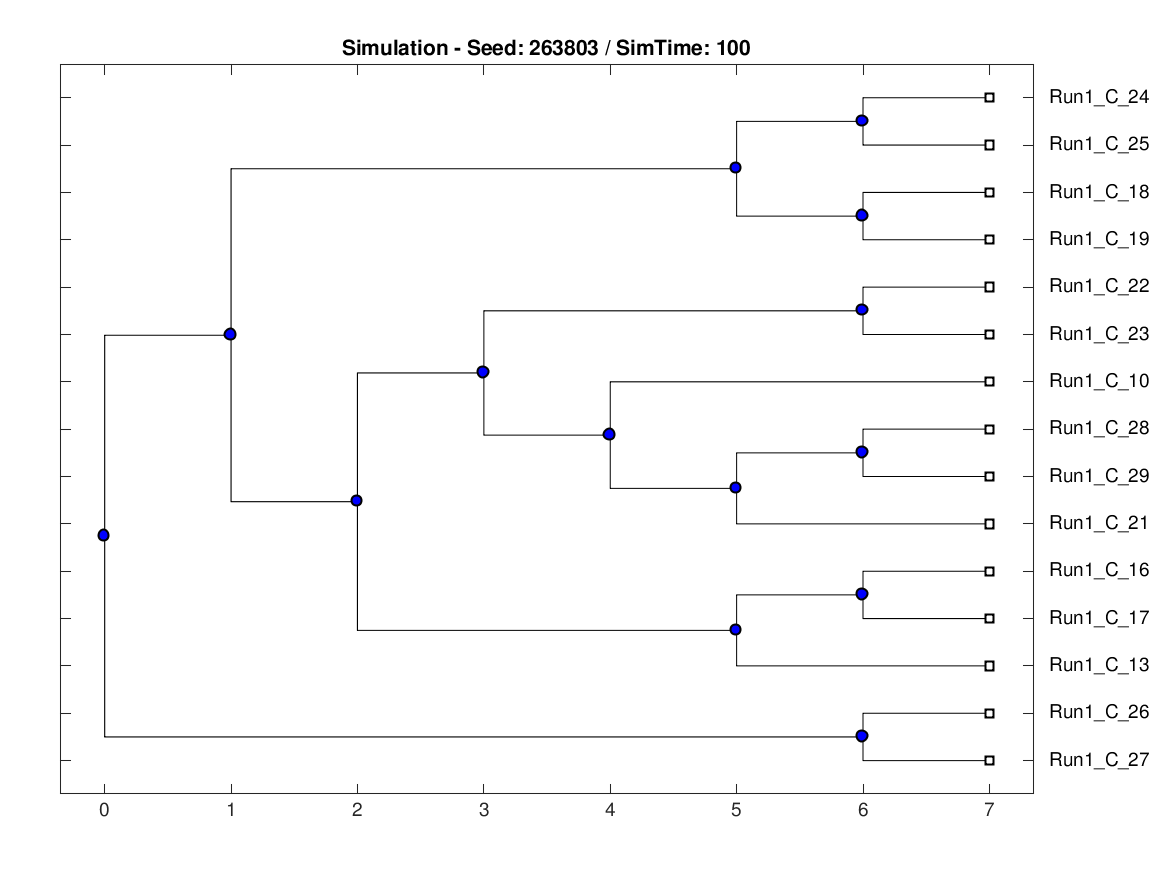 Simulation - Seed: 263803 / SimTime: 100
Run1_C_24
Run1_C_25
Run1_C_18
Run1_C_19
Run1_C_22
Run1_C_23
Run1_C_10
Run1_C_28
Run1_C_29
Run1_C_21
Run1_C_16
Run1_C_17
Run1_C_13
Run1_C_26
Run1_C_27
0 1 2 3 4 5 6 7